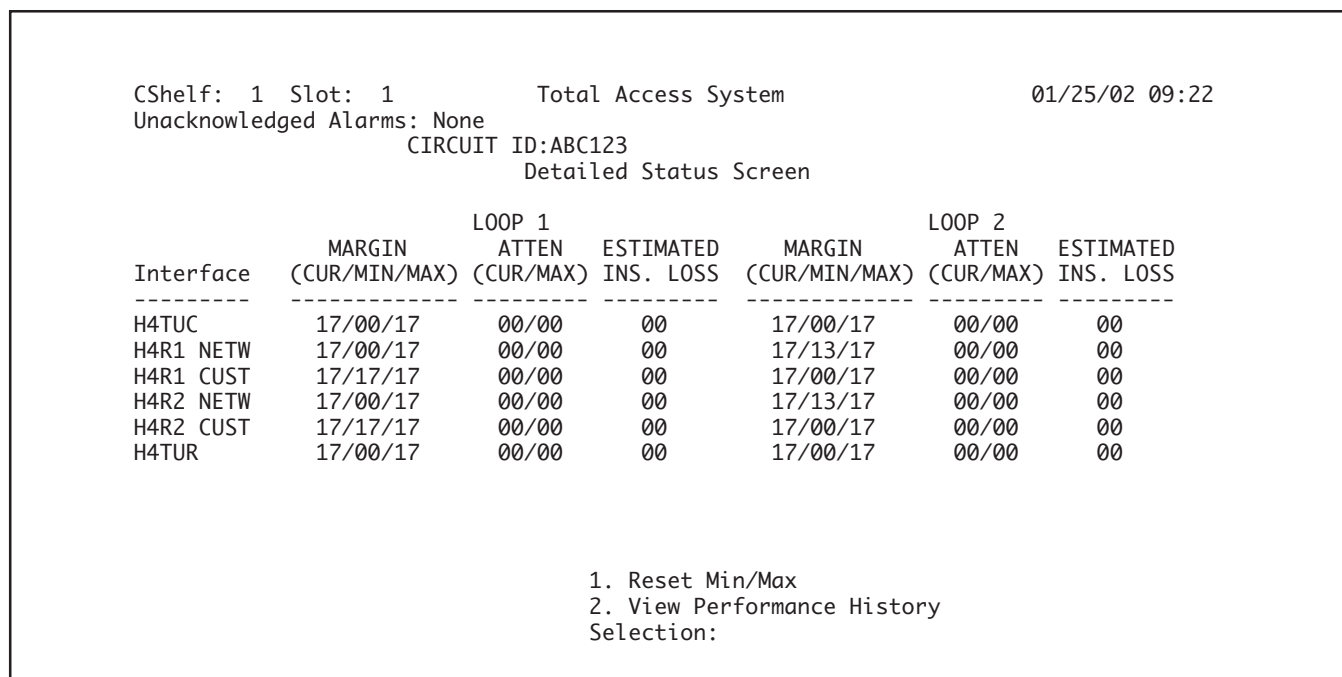 CShelf: 1 Slot: 1 Total Access System 01/25/02 09:22
Unacknowledged Alarms: None
CIRCUIT ID:ABC123
Detailed Status Screen
LOOP 1 LOOP 2
MARGIN ATTEN ESTIMATED MARGIN ATTEN ESTIMATED
Interface (CUR/MIN/MAX) (CUR/MAX) INS. LOSS (CUR/MIN/MAX) (CUR/MAX) INS. LOSS
--------- ------------- --------- --------- ------------- --------- ---------
H4TUC 17/00/17 00/00 00 17/00/17 00/00 00
H4R1 NETW 17/00/17 00/00 00 17/13/17 00/00 00
H4R1 CUST 17/17/17 00/00 00 17/00/17 00/00 00
H4R2 NETW 17/00/17 00/00 00 17/13/17 00/00 00
H4R2 CUST 17/17/17 00/00 00 17/00/17 00/00 00
H4TUR 17/00/17 00/00 00 17/00/17 00/00 00
1. Reset Min/Max
2. View Performance History
Selection: